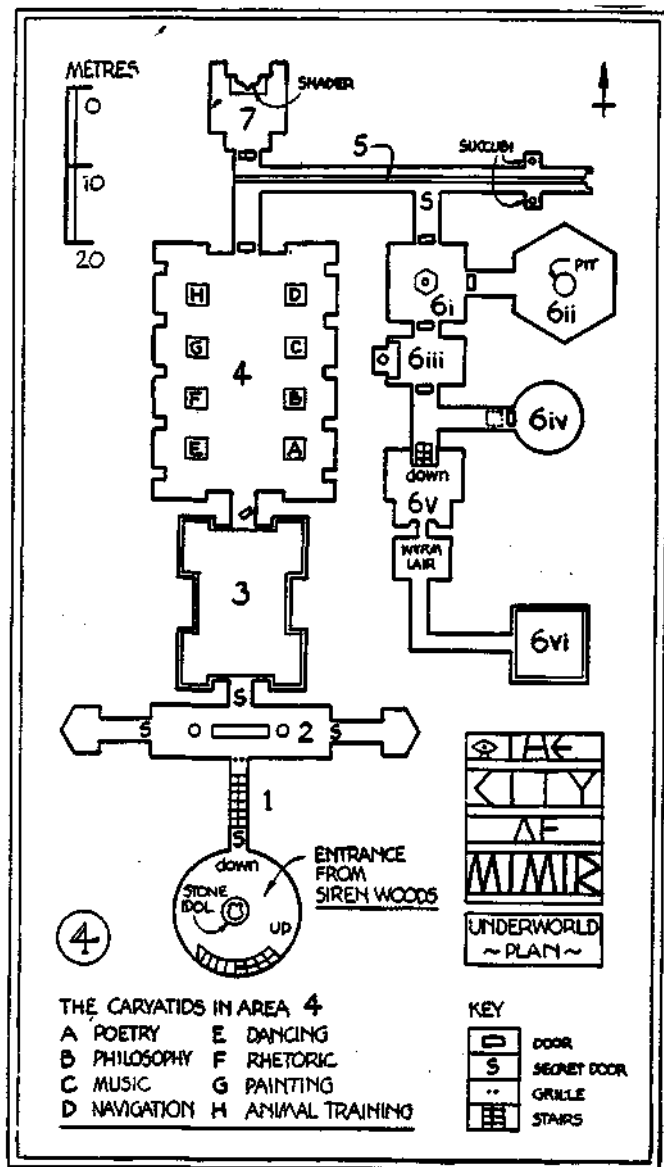 METRES
0
10
20
SHADER
7
5
SUCCUBI
S
H
D
G
C
4
F
B
E
A
6i
PIT
6ii
6iii
6iv
down
6v
WYRM
LAIR
6vi
3
S
S
2
S
1
S
down
ENTRANCE
FROM
SIREN WOODS
STONE
IDOL
UP
4
THE
CITY
OF
MIMIR
UNDERWORLD
~ PLAN ~
THE CARYATIDS IN AREA 4
A POETRY E DANCING
B PHILOSOPHY F RHETORIC
C MUSIC G PAINTING
D NAVIGATION H ANIMAL TRAINING
KEY
DOOR
S SECRET DOOR
GRILLE
STAIRS